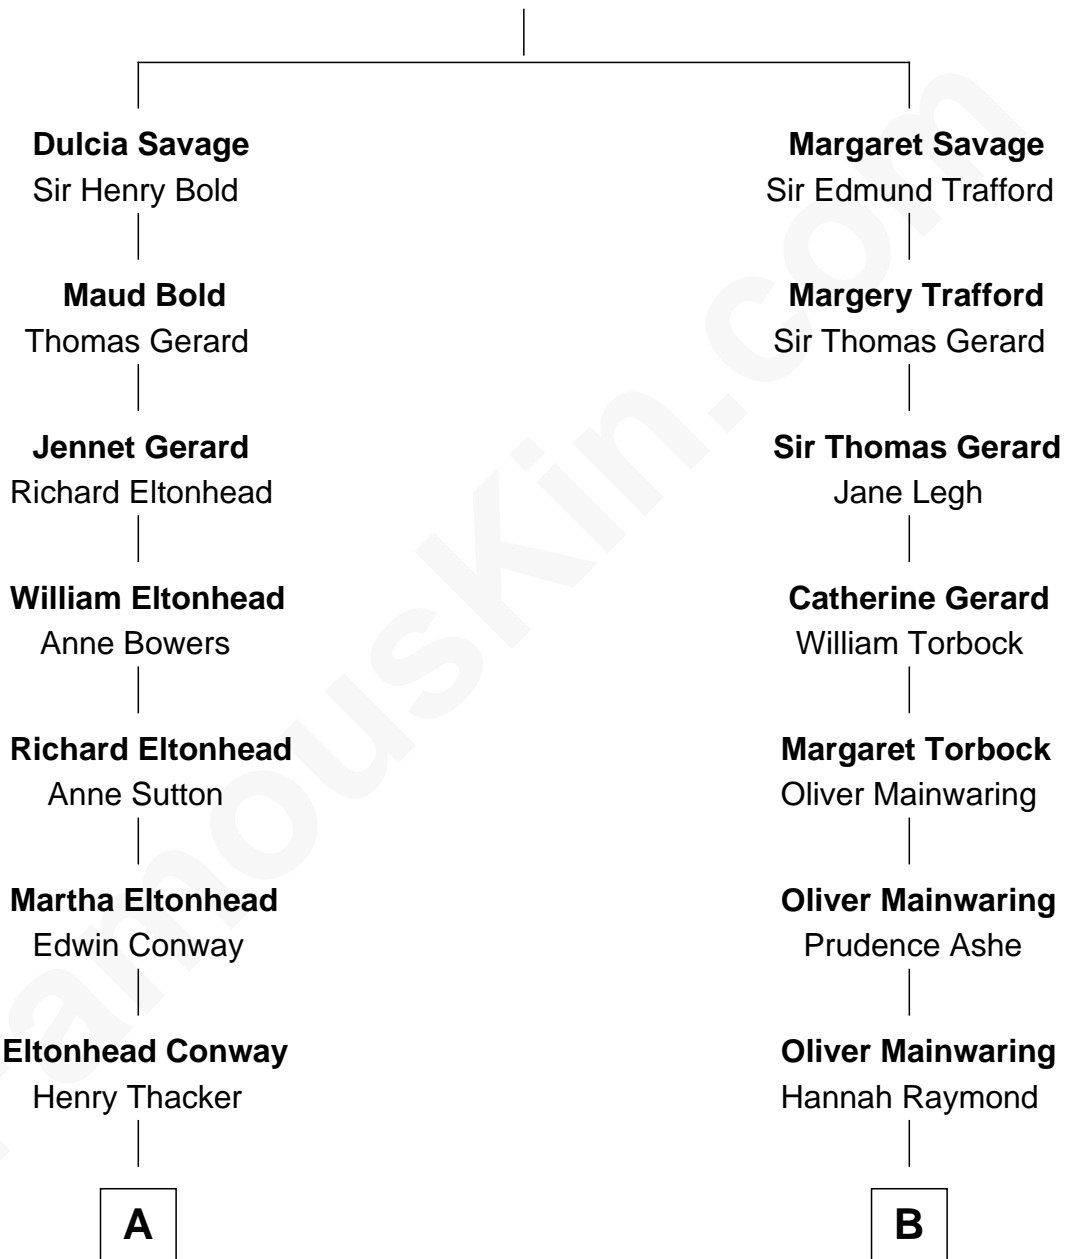 Dulcia Savage
Sir Henry Bold
Maud Bold
Thomas Gerard
Jennet Gerard
Richard Eltonhead
William Eltonhead
Anne Bowers
Richard Eltonhead
Anne Sutton
Martha Eltonhead
Edwin Conway
Eltonhead Conway
Henry Thacker
A
Margaret Savage
Sir Edmund Trafford
Margery Trafford
Sir Thomas Gerard
Sir Thomas Gerard
Jane Legh
Catherine Gerard
William Torbock
Margaret Torbock
Oliver Mainwaring
Oliver Mainwaring
Prudence Ashe
Oliver Mainwaring
Hannah Raymond
B
FamousKin.com